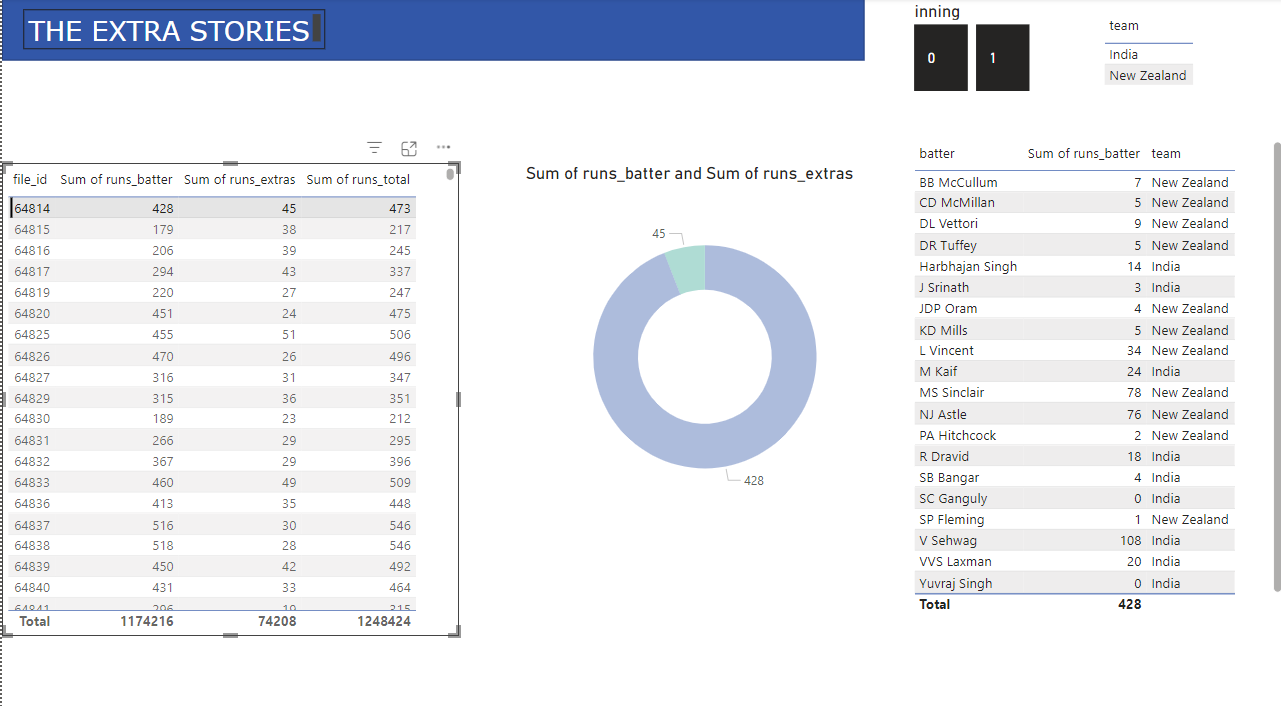 THE EXTRA STORIES
inning
0 1
team
India
New Zealand
file_id Sum of runs_batter Sum of runs_extras Sum of runs_total
64814 428 45 473
64815 179 38 217
64816 206 39 245
64817 294 43 337
64819 220 27 247
64820 451 24 475
64825 455 51 506
64826 470 26 496
64827 316 31 347
64829 315 36 351
64830 189 23 212
64831 266 29 295
64832 367 29 396
64833 460 49 509
64836 413 35 448
64837 516 30 546
64838 518 28 546
64839 450 42 492
64840 431 33 464
64841 296 19 315
Total 1174216 74208 1248424
Sum of runs_batter and Sum of runs_extras
45
428
batter Sum of runs_batter team
BB McCullum 7 New Zealand
CD McMillan 5 New Zealand
DL Vettori 9 New Zealand
DR Tuffey 5 New Zealand
Harbhajan Singh 14 India
J Srinath 3 India
JDP Oram 4 New Zealand
KD Mills 5 New Zealand
L Vincent 34 New Zealand
M Kaif 24 India
MS Sinclair 78 New Zealand
NJ Astle 76 New Zealand
PA Hitchcock 2 New Zealand
R Dravid 18 India
SB Bangar 4 India
SC Ganguly 0 India
SP Fleming 1 New Zealand
V Sehwag 108 India
VVS Laxman 20 India
Yuvraj Singh 0 India
Total 428